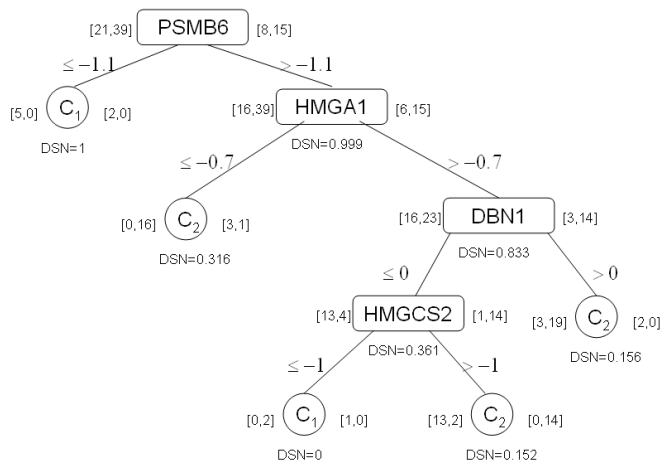 [21,39] PSMB6 [8,15]
≤ −1.1 > −1.1
[5,0] C1 [2,0] [16,39] HMGA1 [6,15]
DSN=1 DSN=0.999
≤ −0.7 > −0.7
[0,16] C2 [3,1] [16,23] DBN1 [3,14]
DSN=0.316 DSN=0.833
≤ 0 > 0
[13,4] HMGCS2 [1,14] [3,19] C2 [2,0]
DSN=0.361 DSN=0.156
≤ −1 > −1
[0,2] C1 [1,0] [13,2] C2 [0,14]
DSN=0 DSN=0.152